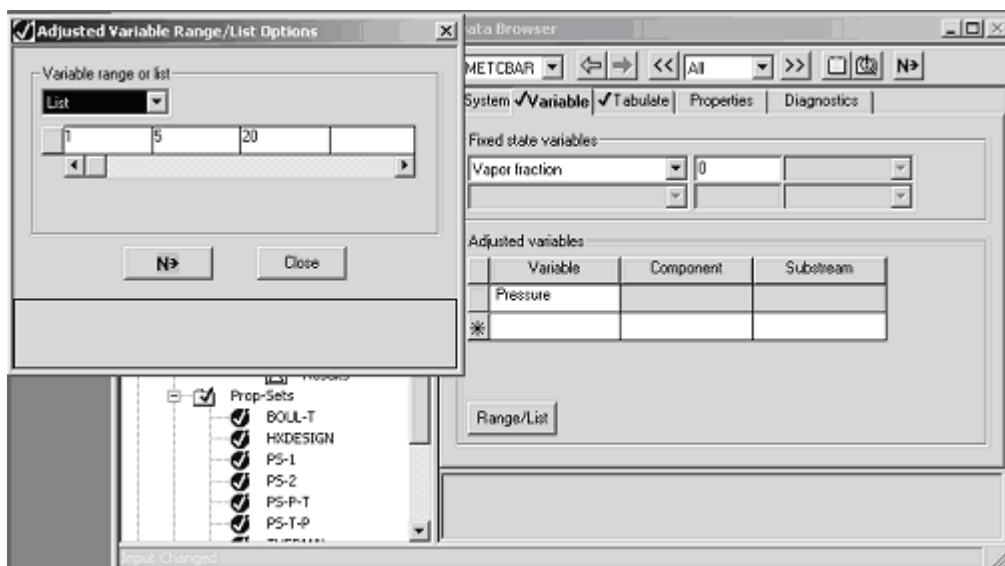 Adjusted Variable Range/List Options
Variable range or list
List
1 5 20
N→
Close
Data Browser
METCBAR << All >> N→
System Variable Tabulate Properties Diagnostics
Fixed state variables
Vapor fraction 0
Adjusted variables
Variable Component Substream
Pressure
Range/List
Prop-Sets
BOUL-T
HXDESIGN
PS-1
PS-2
PS-P-T
PS-T-P
Input Changed